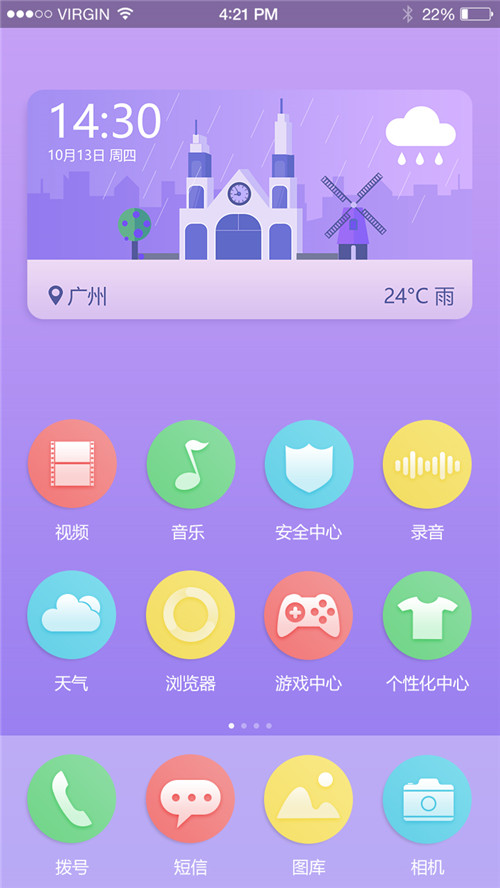 VIRGIN 4:21 PM 22%
14:30
10月13日 周四
广州 24°C 雨
视频 音乐 安全中心 录音
天气 浏览器 游戏中心 个性化中心
拨号 短信 图库 相机